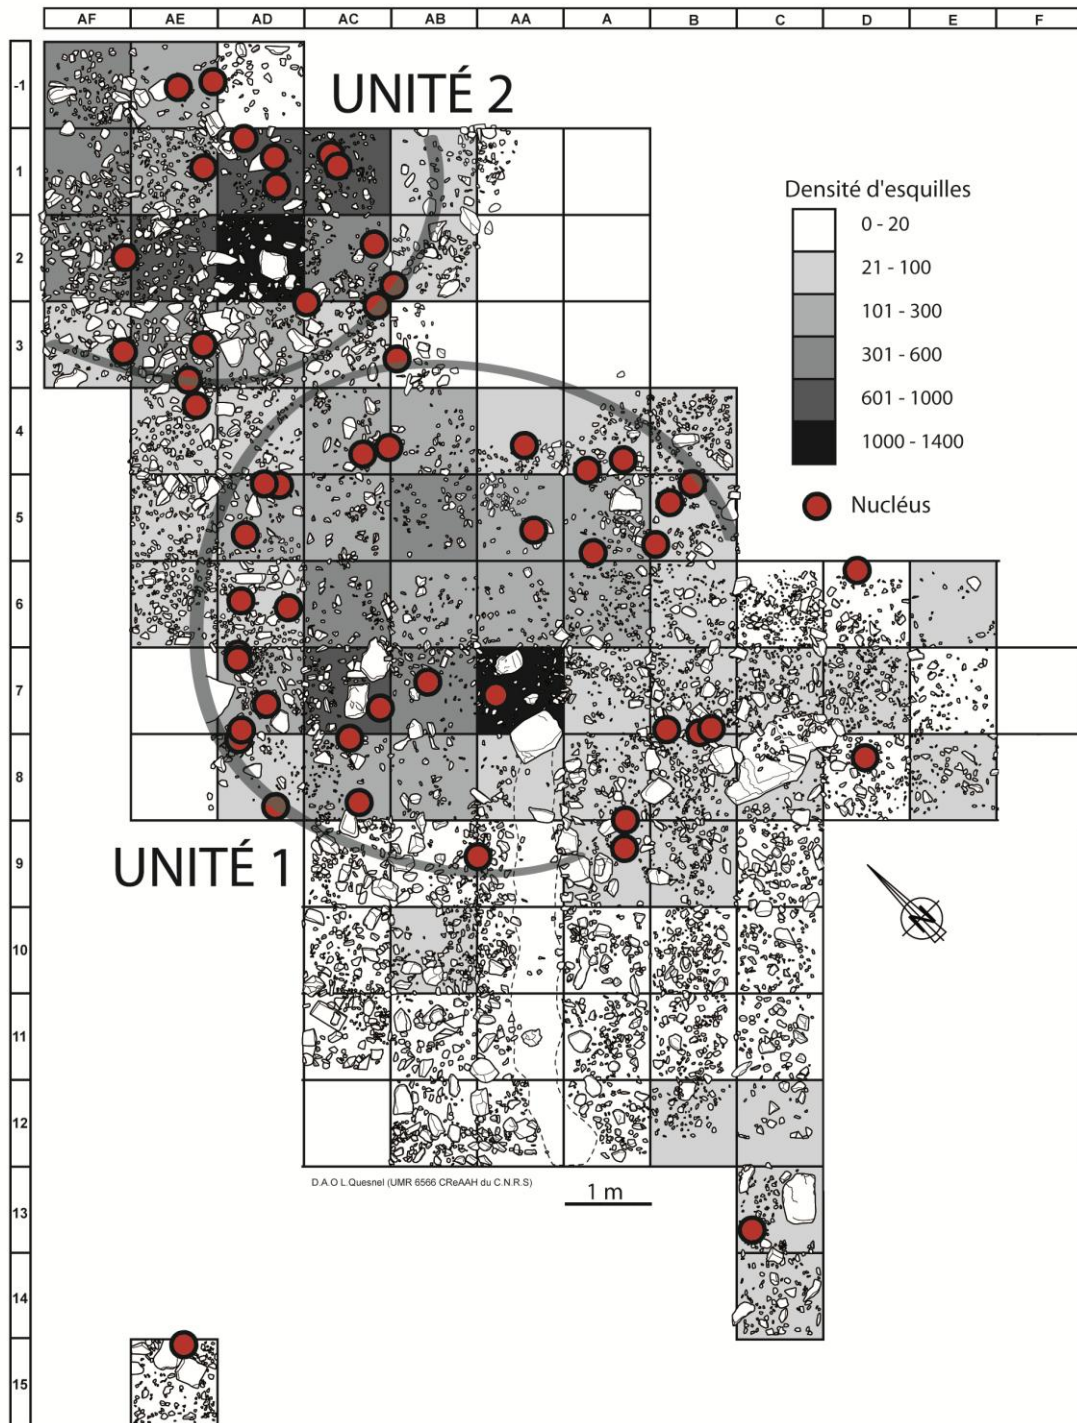 AF AE AD AC AB AA A B C D E F
-1
UNITÉ 2
1
Densité d'esquilles
0 - 20
2
21 - 100
101 - 300
3
301 - 600
601 - 1000
4
1000 - 1400
5
Nucléus
6
7
8
UNITÉ 1
9
N
10
11
12
D.A.O L.Quesnel (UMR 6566 CReAAH du C.N.R.S)
1 m
13
14
15